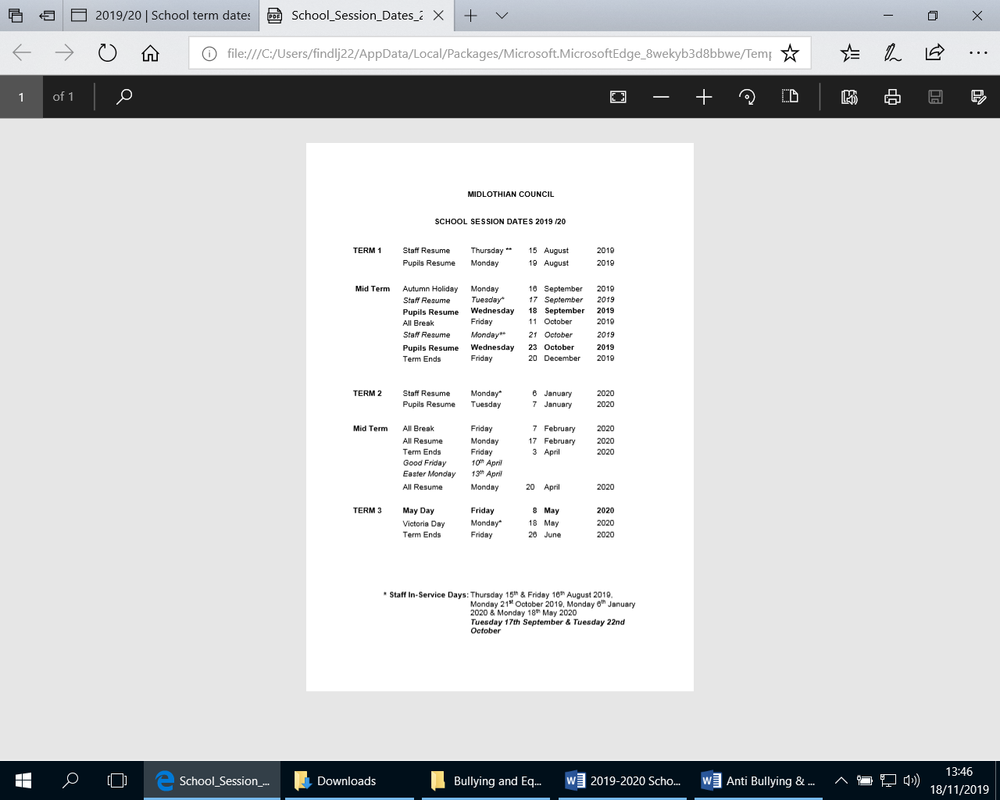 2019/20 | School term dates
School_Session_Dates_2
file:///C:/Users/findlj22/AppData/Local/Packages/Microsoft.MicrosoftEdge_8wekyb3d8bbwe/Temp
1 of 1
MIDLOTHIAN COUNCIL
SCHOOL SESSION DATES 2019 /20
TERM 1 Staff Resume Thursday ** 15 August 2019
Pupils Resume Monday 19 August 2019
Mid Term Autumn Holiday Monday 16 September 2019
Staff Resume Tuesday* 17 September 2019
Pupils Resume Wednesday 18 September 2019
All Break Friday 11 October 2019
Staff Resume Monday** 21 October 2019
Pupils Resume Wednesday 23 October 2019
Term Ends Friday 20 December 2019
TERM 2 Staff Resume Monday* 6 January 2020
Pupils Resume Tuesday 7 January 2020
Mid Term All Break Friday 7 February 2020
All Resume Monday 17 February 2020
Term Ends Friday 3 April 2020
Good Friday 10th April
Easter Monday 13th April
All Resume Monday 20 April 2020
TERM 3 May Day Friday 8 May 2020
Victoria Day Monday* 18 May 2020
Term Ends Friday 26 June 2020
* Staff In-Service Days: Thursday 15th & Friday 16th August 2019,
Monday 21st October 2019, Monday 6th January
2020 & Monday 18th May 2020
Tuesday 17th September & Tuesday 22nd
October
School_Session_...
Downloads
Bullying and Eq...
2019-2020 Scho...
Anti Bullying & ...
13:46
18/11/2019